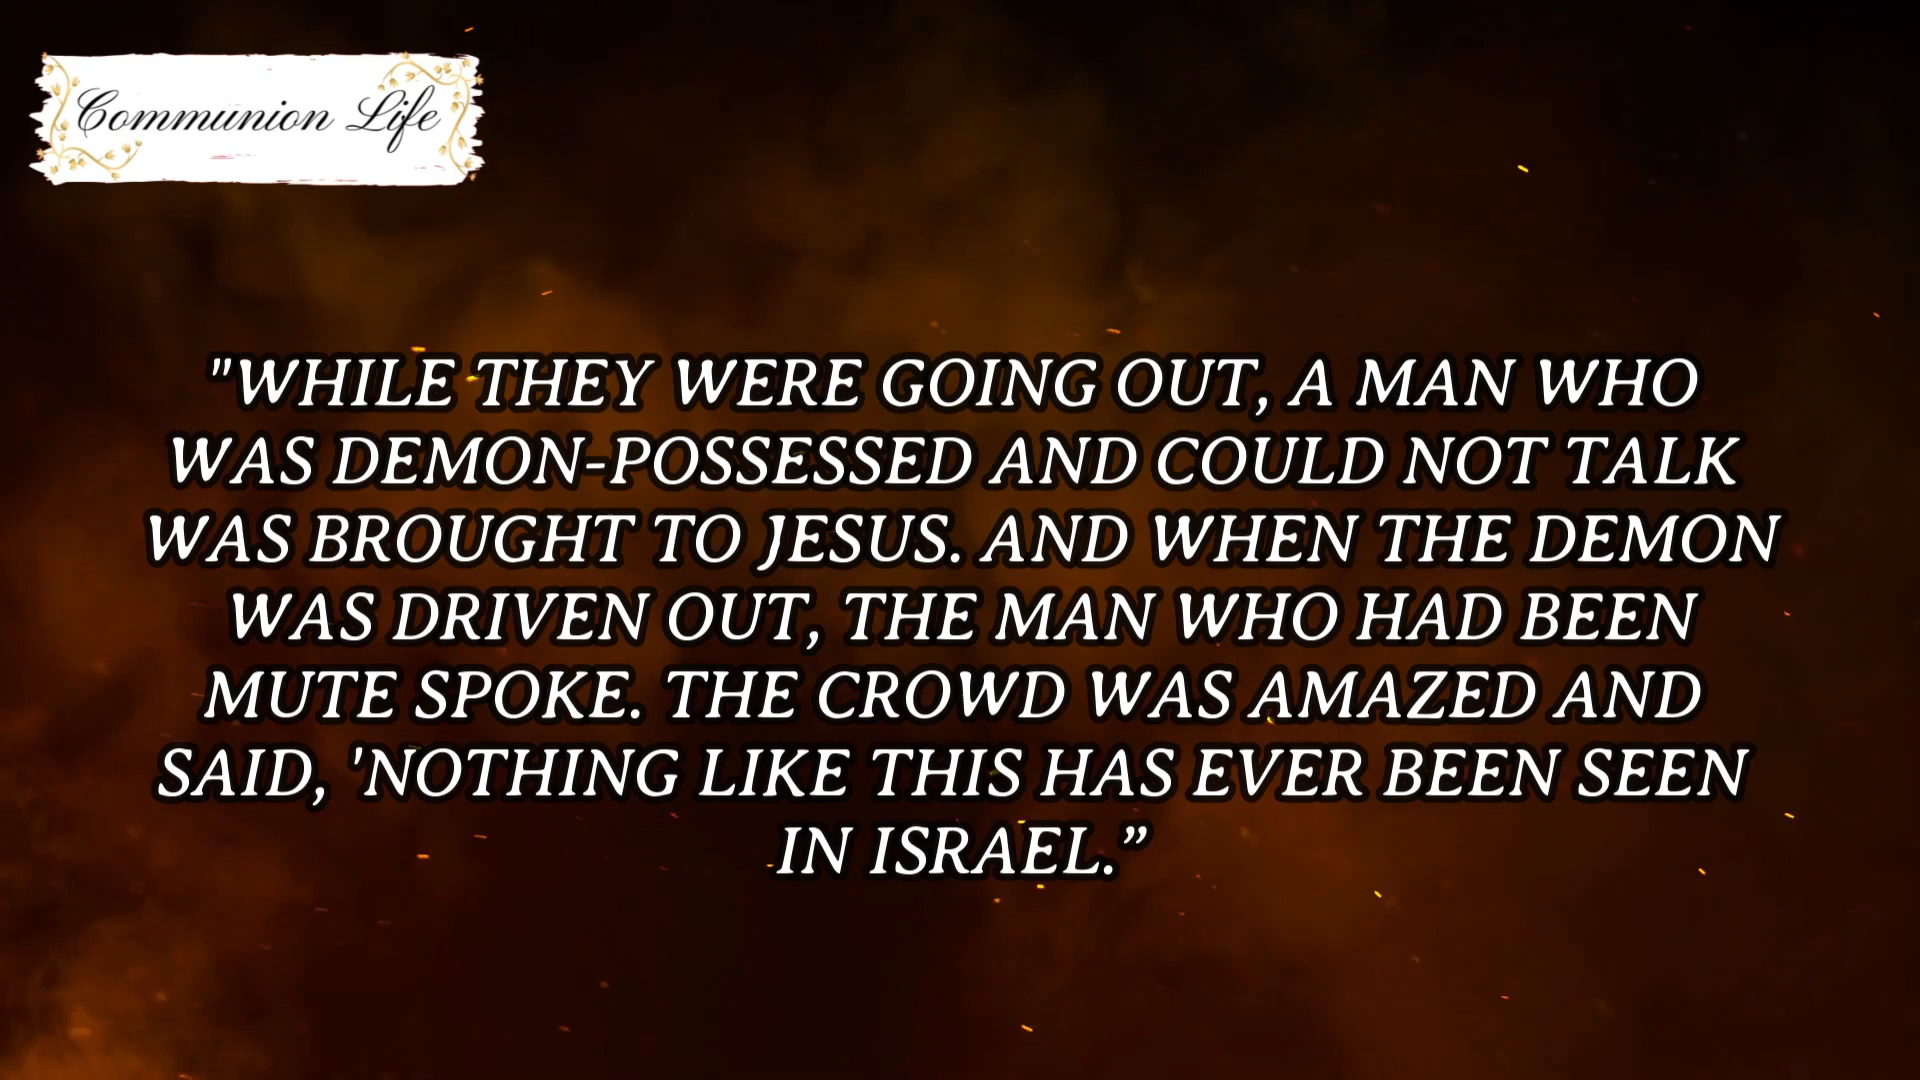 Communion Life
"WHILE THEY WERE GOING OUT, A MAN WHO
WAS DEMON-POSSESSED AND COULD NOT TALK
WAS BROUGHT TO JESUS. AND WHEN THE DEMON
WAS DRIVEN OUT, THE MAN WHO HAD BEEN
MUTE SPOKE. THE CROWD WAS AMAZED AND
SAID, 'NOTHING LIKE THIS HAS EVER BEEN SEEN
IN ISRAEL.”